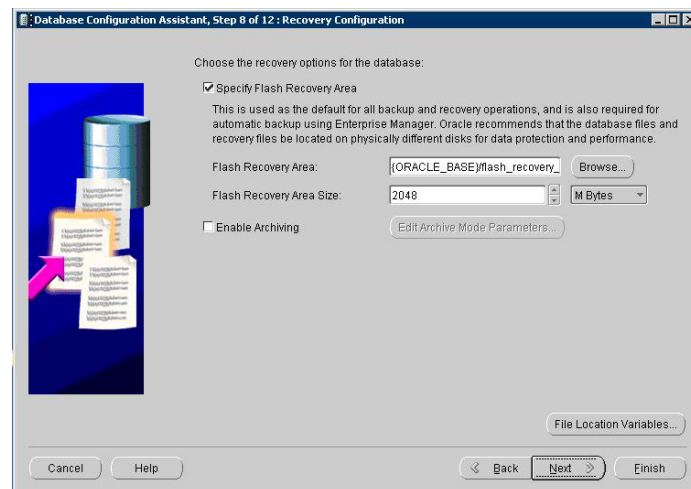 Database Configuration Assistant, Step 8 of 12 : Recovery Configuration
Choose the recovery options for the database:
Specify Flash Recovery Area
This is used as the default for all backup and recovery operations, and is also required for
automatic backup using Enterprise Manager. Oracle recommends that the database files and
recovery files be located on physically different disks for data protection and performance.
Flash Recovery Area: {ORACLE_BASE}/flash_recovery_ Browse...
Flash Recovery Area Size: 2048 M Bytes
Enable Archiving Edit Archive Mode Parameters...
File Location Variables...
Cancel Help Back Next Finish